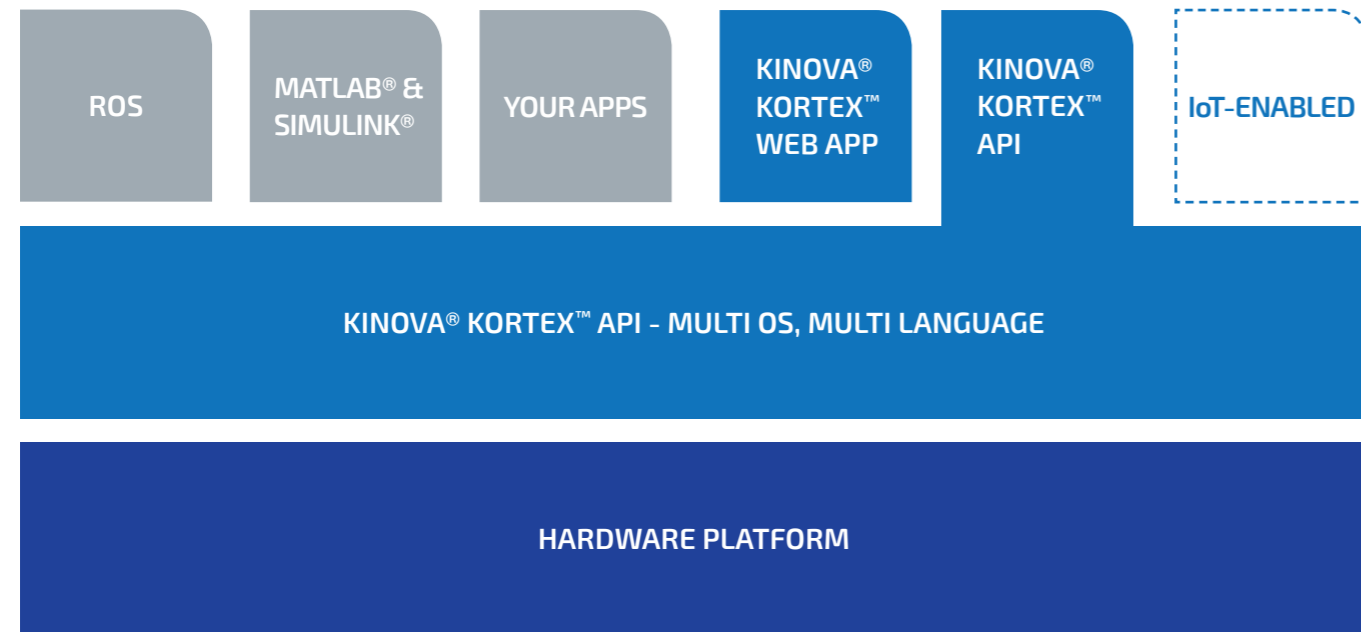 ROS
MATLAB® &
SIMULINK®
YOUR APPS
KINOVA®
KORTEX™
WEB APP
KINOVA®
KORTEX™
API
IoT-ENABLED
KINOVA® KORTEX™ API - MULTI OS, MULTI LANGUAGE
HARDWARE PLATFORM